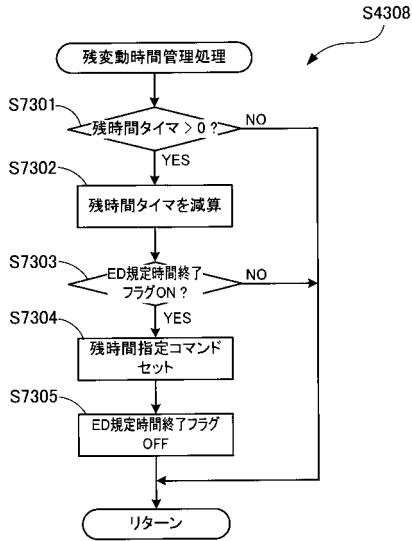 S4308
残変動時間管理処理
S7301
残時間タイマ > 0 ?
NO
YES
S7302
残時間タイマを減算
S7303
ED規定時間終了
フラグON ?
NO
YES
S7304
残時間指定コマンド
セット
S7305
ED規定時間終了フラグ
OFF
リターン